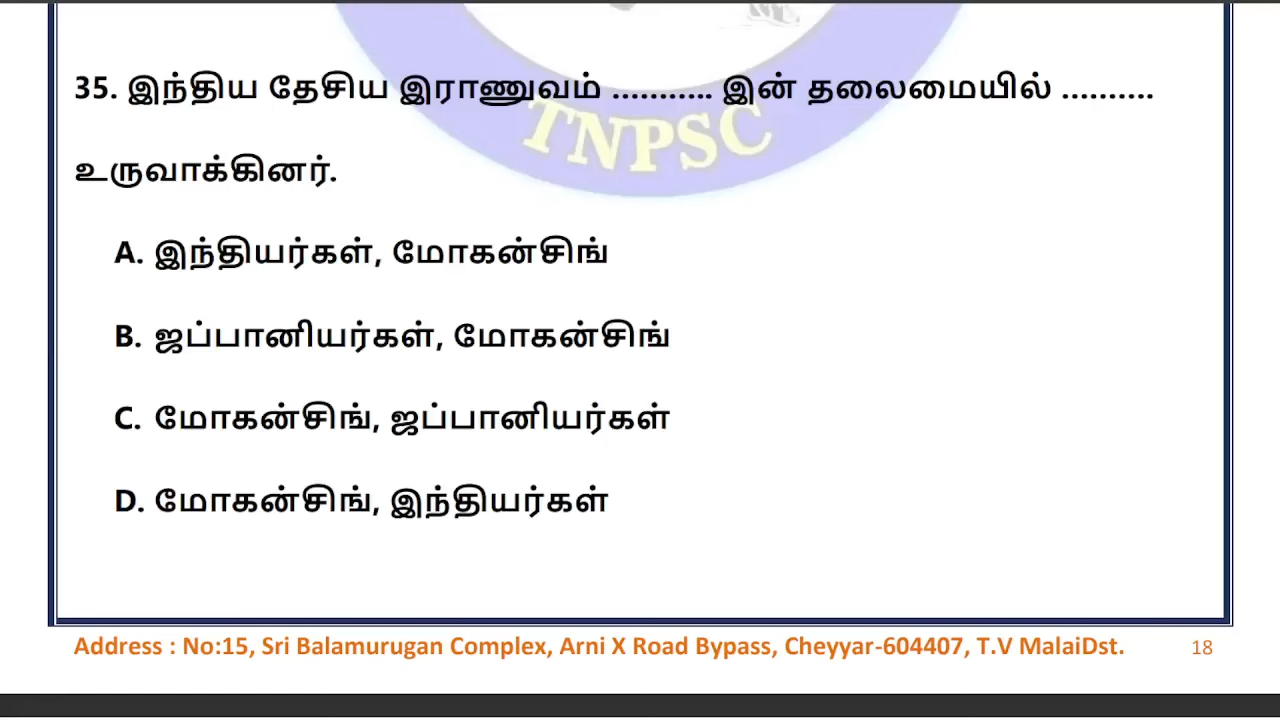 35. இந்திய தேசிய இராணுவம் ........... இன் தலைமையில் ..........
TNPSC
உருவாக்கினர்.
A. இந்தியர்கள், மோகன்சிங்
B. ஜப்பானியர்கள், மோகன்சிங்
C. மோகன்சிங், ஜப்பானியர்கள்
D. மோகன்சிங், இந்தியர்கள்
Address : No:15, Sri Balamurugan Complex, Arni X Road Bypass, Cheyyar-604407, T.V MalaiDst. 18